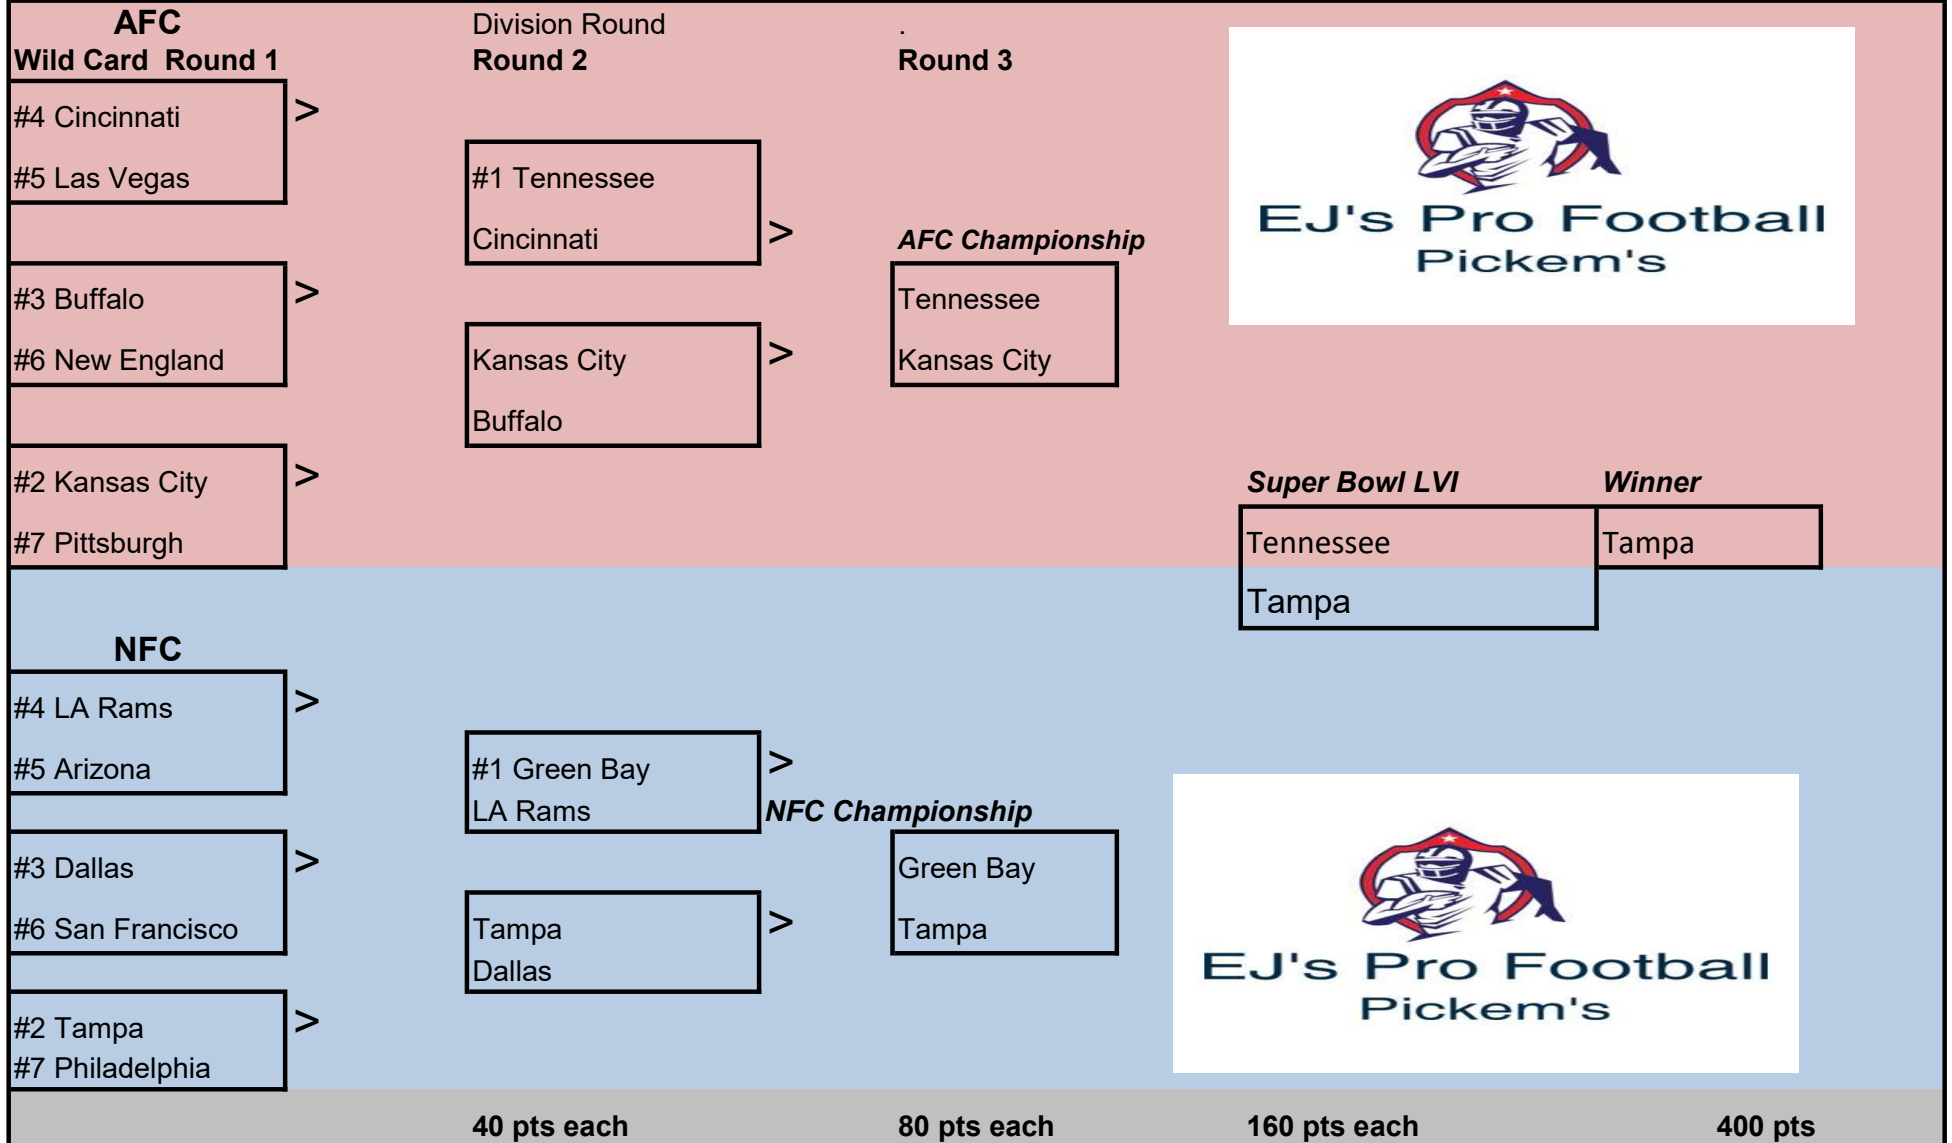 AFC Division Round .
Wild Card Round 1 Round 2 Round 3
#4 Cincinnati >
#5 Las Vegas #1 Tennessee
Cincinnati > AFC Championship
#3 Buffalo > Tennessee
#6 New England Kansas City > Kansas City
Buffalo
#2 Kansas City > Super Bowl LVI Winner
#7 Pittsburgh Tennessee Tampa
Tampa
NFC
#4 LA Rams >
#5 Arizona #1 Green Bay >
LA Rams NFC Championship
#3 Dallas > Green Bay
#6 San Francisco Tampa > Tampa
Dallas
#2 Tampa >
#7 Philadelphia
40 pts each 80 pts each 160 pts each 400 pts
EJ's Pro Football
Pickem's
EJ's Pro Football
Pickem's